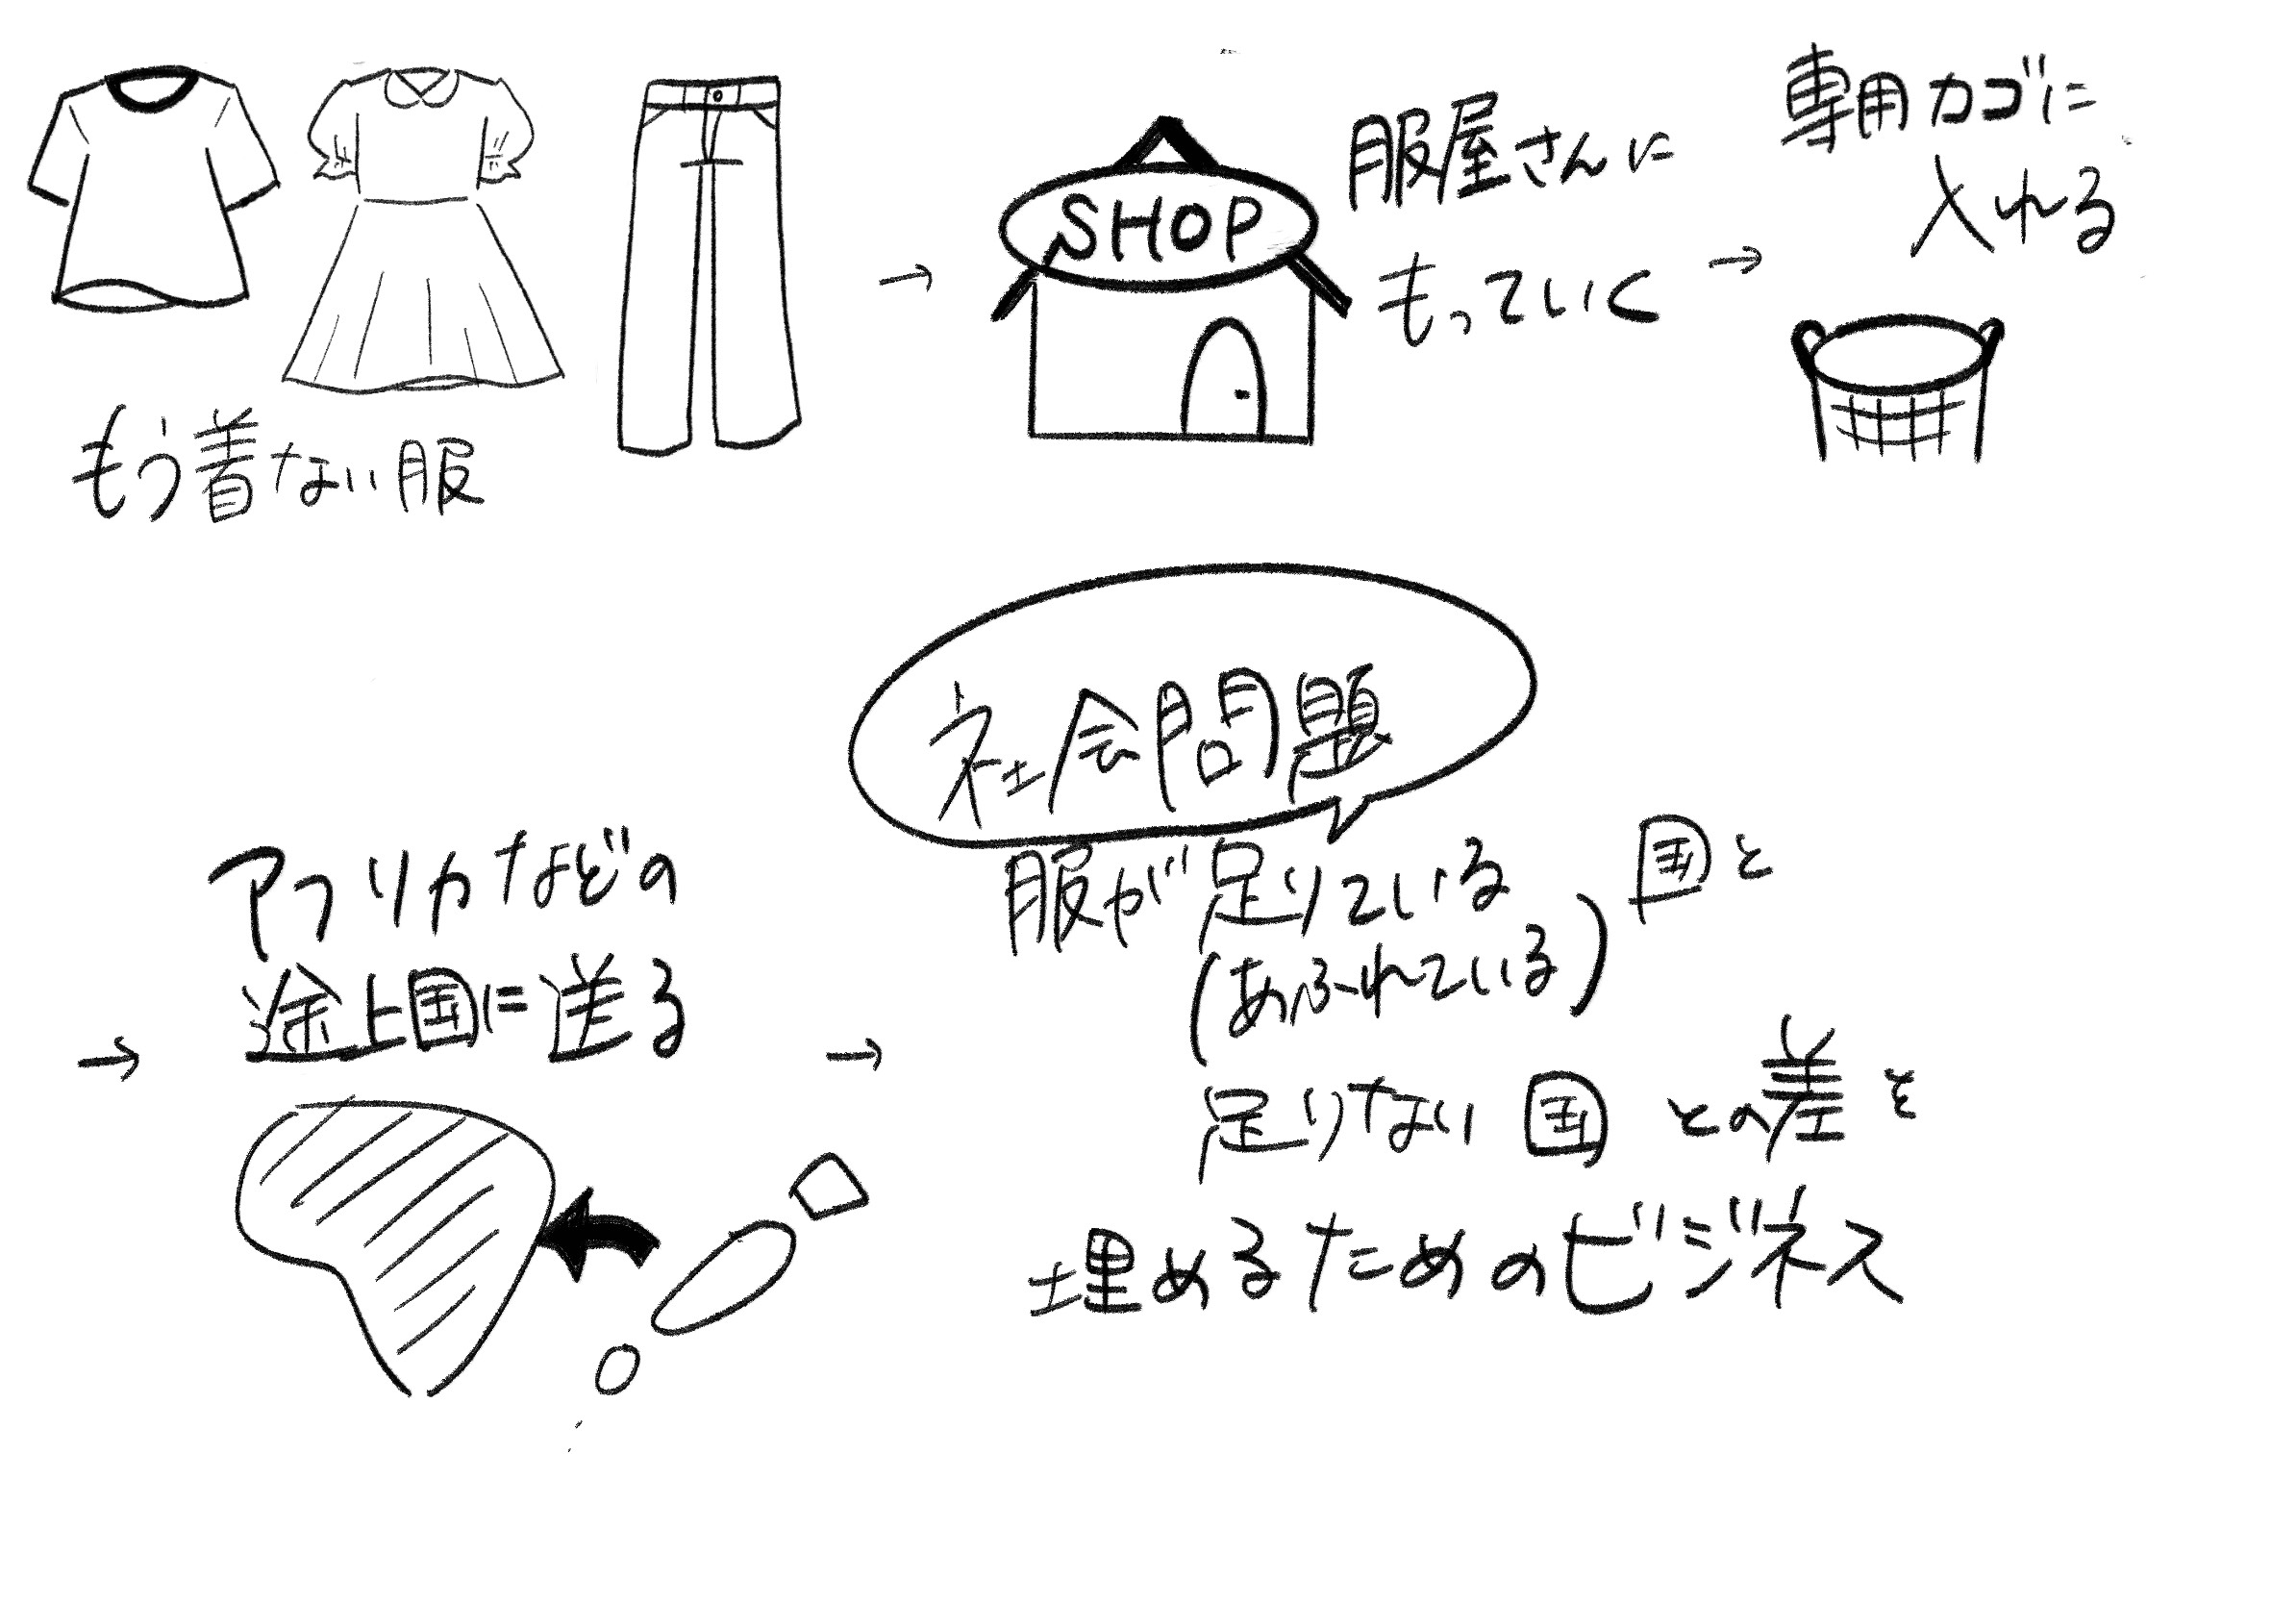 もう着ない服
→
SHOP
服屋さんに
もっていく
→
専用カゴに
入れる
→
アフリカなどの
途上国に送る
→
社会問題
服が足りている国と
(あふれている)
足りない国との差を
埋めるためのビジネス